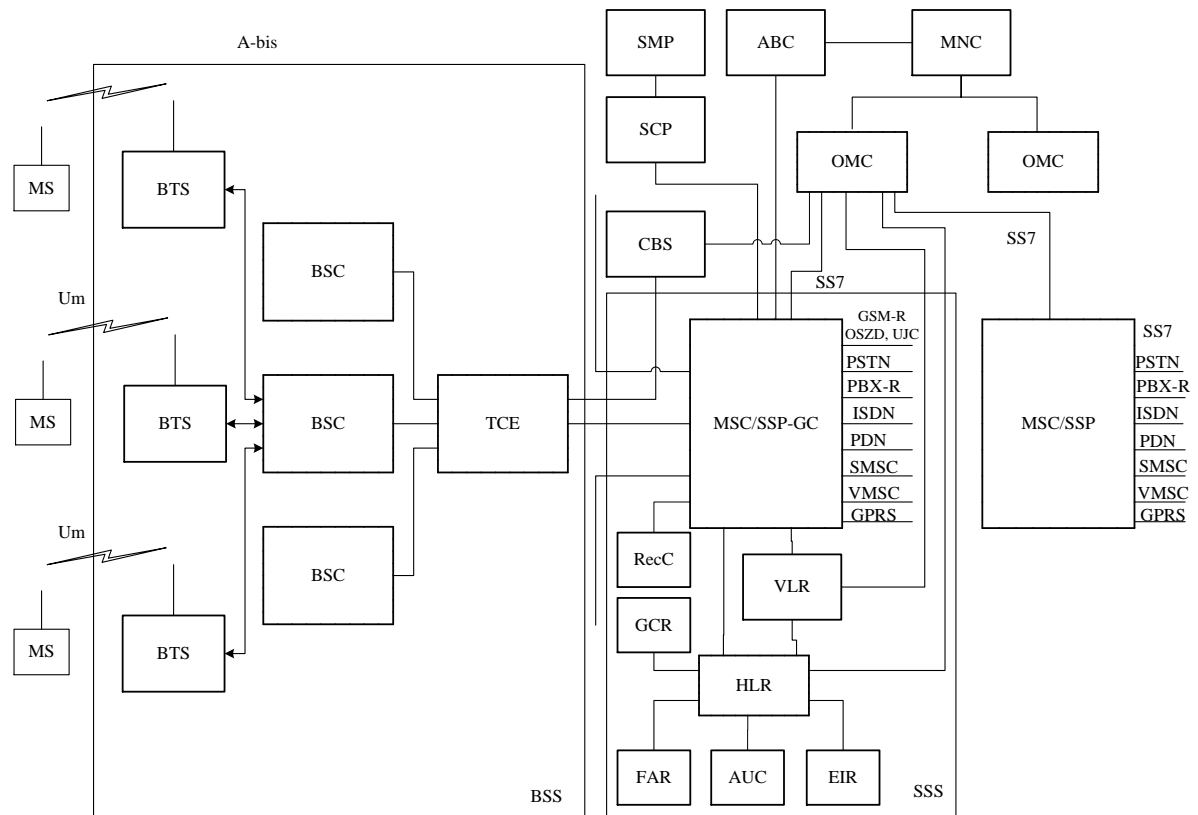 A-bis
SMP
ABC
MNC
SCP
OMC
OMC
MS
BTS
CBS
SS7
BSC
SS7
Um
GSM-R
OSZD, UJC
SS7
PSTN
PSTN
PBX-R
PBX-R
MS
BTS
BSC
TCE
MSC/SSP-GC
ISDN
MSC/SSP
ISDN
PDN
PDN
SMSC
SMSC
VMSC
VMSC
GPRS
GPRS
Um
RecC
BSC
VLR
GCR
MS
BTS
HLR
FAR
AUC
EIR
BSS
SSS